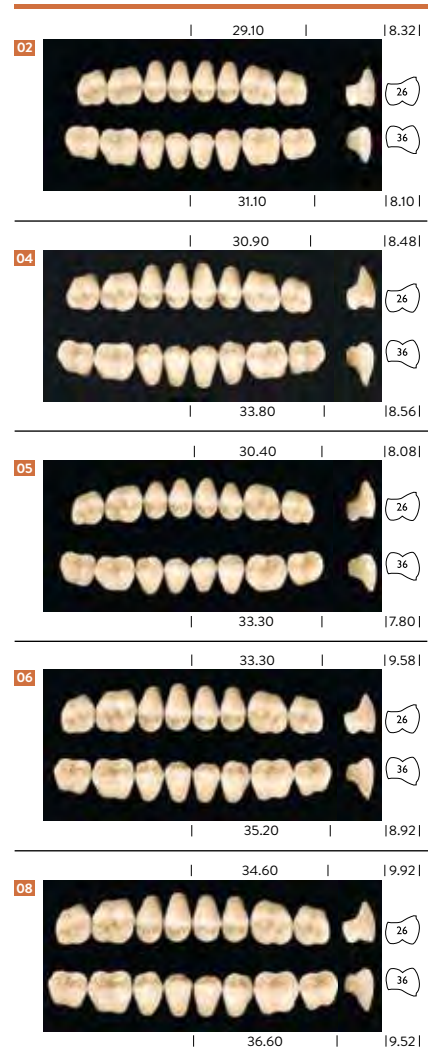 | 29.10 | |8.32|
02
26
36
| 31.10 | |8.10|
| 30.90 | |8.48|
04
26
36
| 33.80 | |8.56|
| 30.40 | |8.08|
05
26
36
| 33.30 | |7.80|
| 33.30 | |9.58|
06
26
36
| 35.20 | |8.92|
| 34.60 | |9.92|
08
26
36
| 36.60 | |9.52|